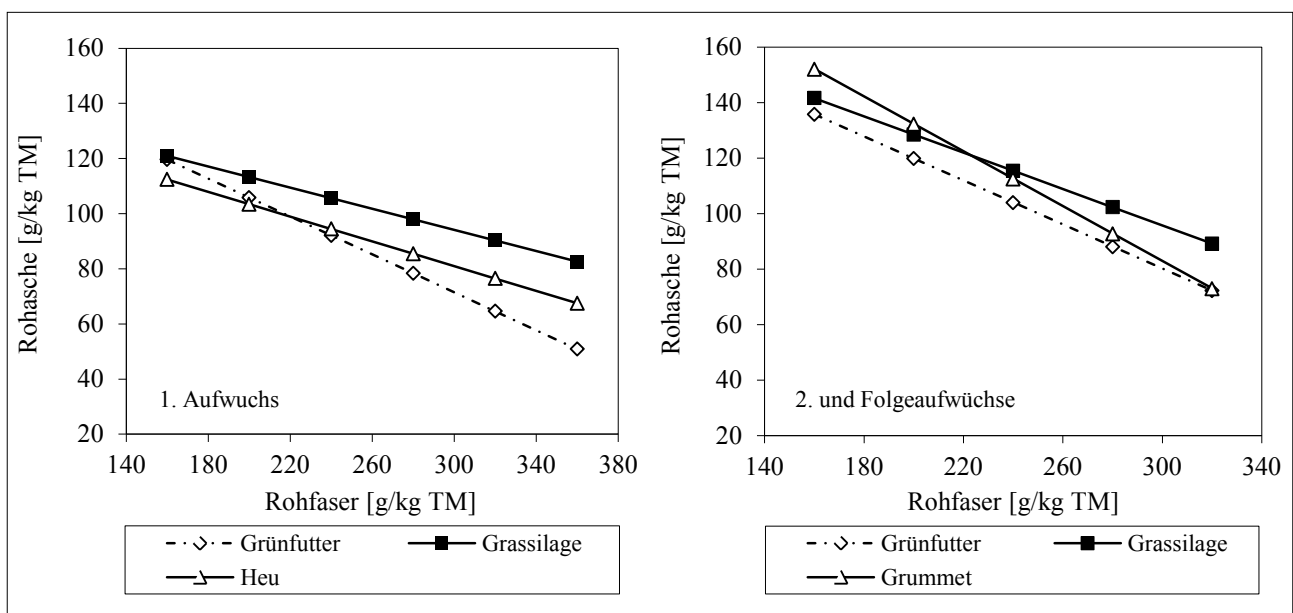 160
140
120
100
80
60
40
20
Rohasche [g/kg TM]
1. Aufwuchs
140 180 220 260 300 340 380
Rohfaser [g/kg TM]
Grünfutter Grassilage
Heu
160
140
120
100
80
60
40
20
Rohasche [g/kg TM]
2. und Folgeaufwüchse
140 180 220 260 300 340
Rohfaser [g/kg TM]
Grünfutter Grassilage
Grummet